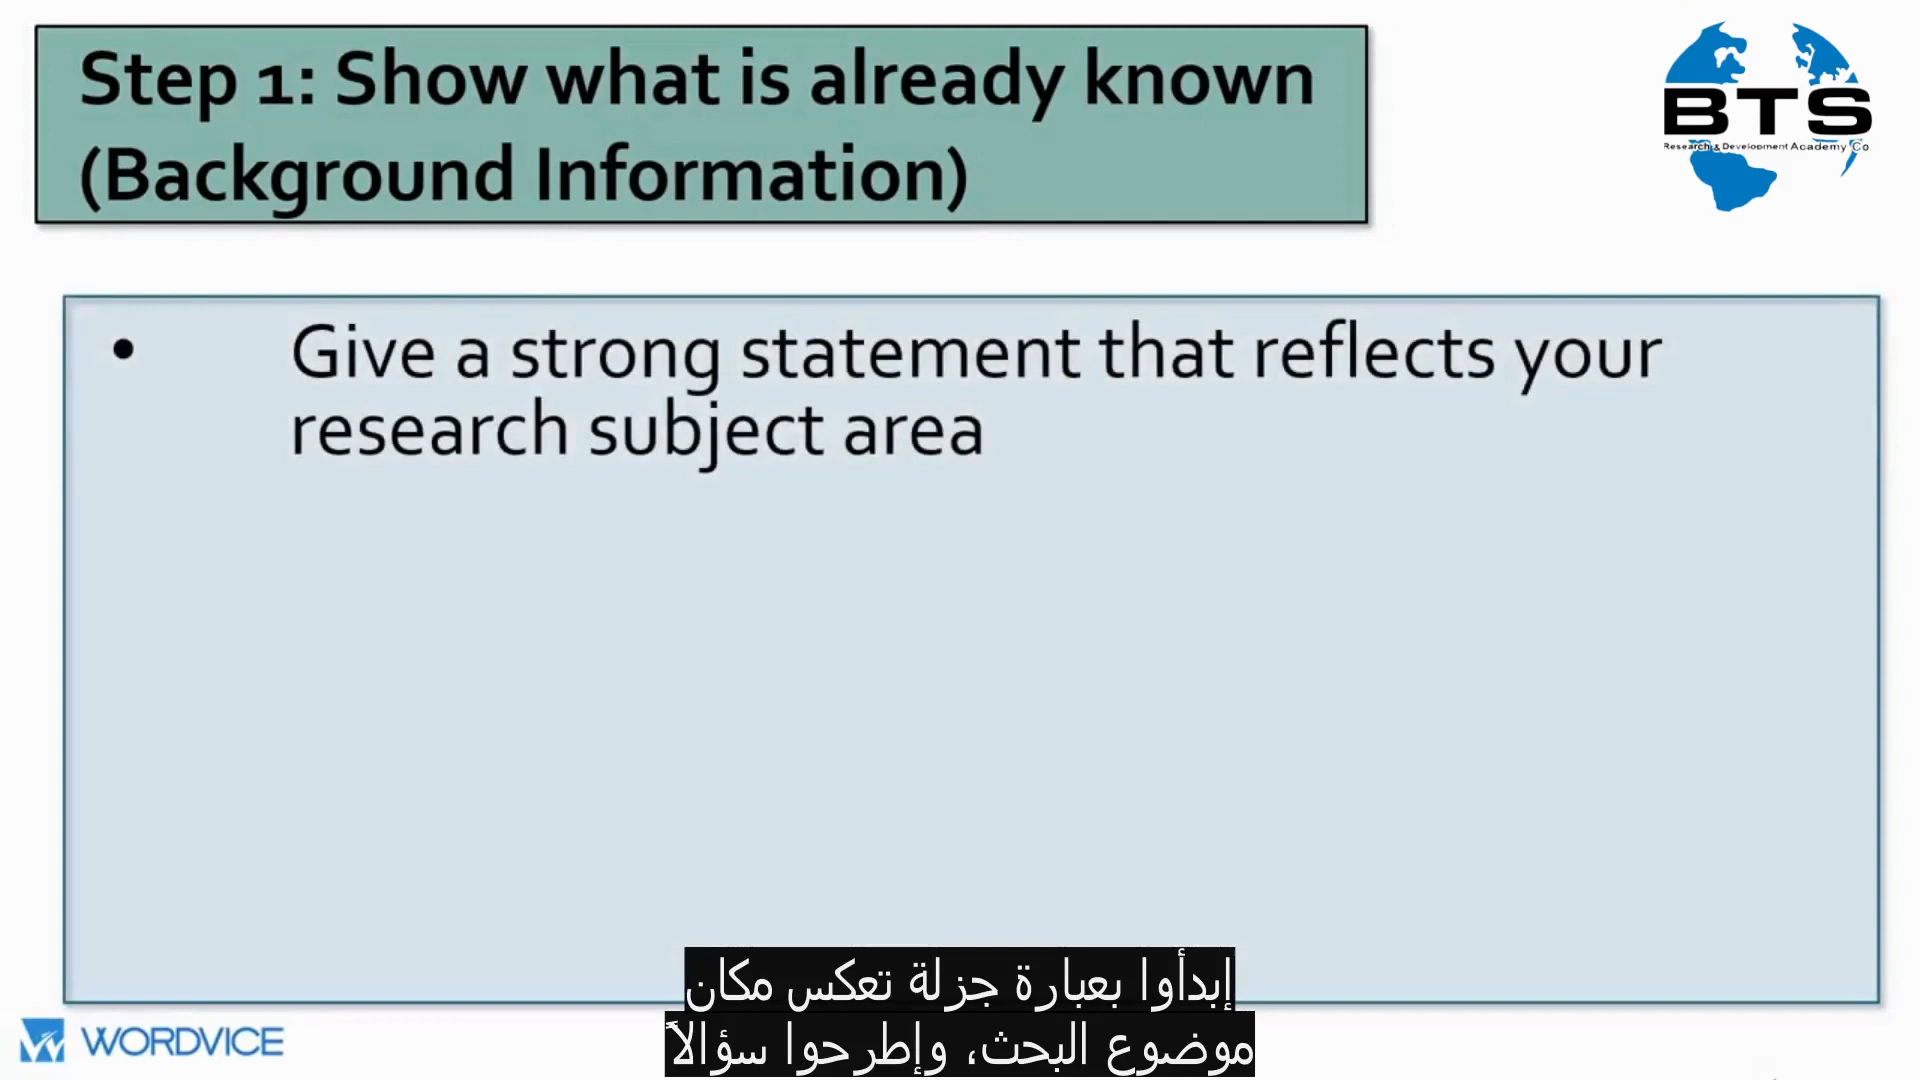 Step 1: Show what is already known
(Background Information)
BTS
Research & Development Academy Co
• Give a strong statement that reflects your
research subject area
إبدأوا بعبارة جزلة تعكس مكان
موضوع البحث، وإطرحوا سؤالاً
WORDVICE